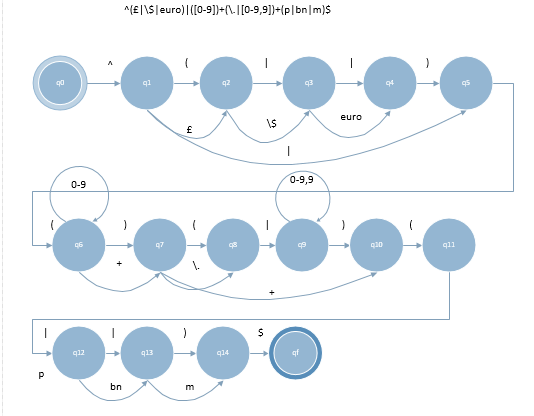 ^(£|\$|euro)|([0-9])+(\.|[0-9,9])+(p|bn|m)$
^ ( | | )
q0 q1 q2 q3 q4 q5
£ \$ euro
|
0-9 0-9,9
( ) ( | ) (
q6 q7 q8 q9 q10 q11
+ \. +
| | ) $
q12 q13 q14 qf
p bn m